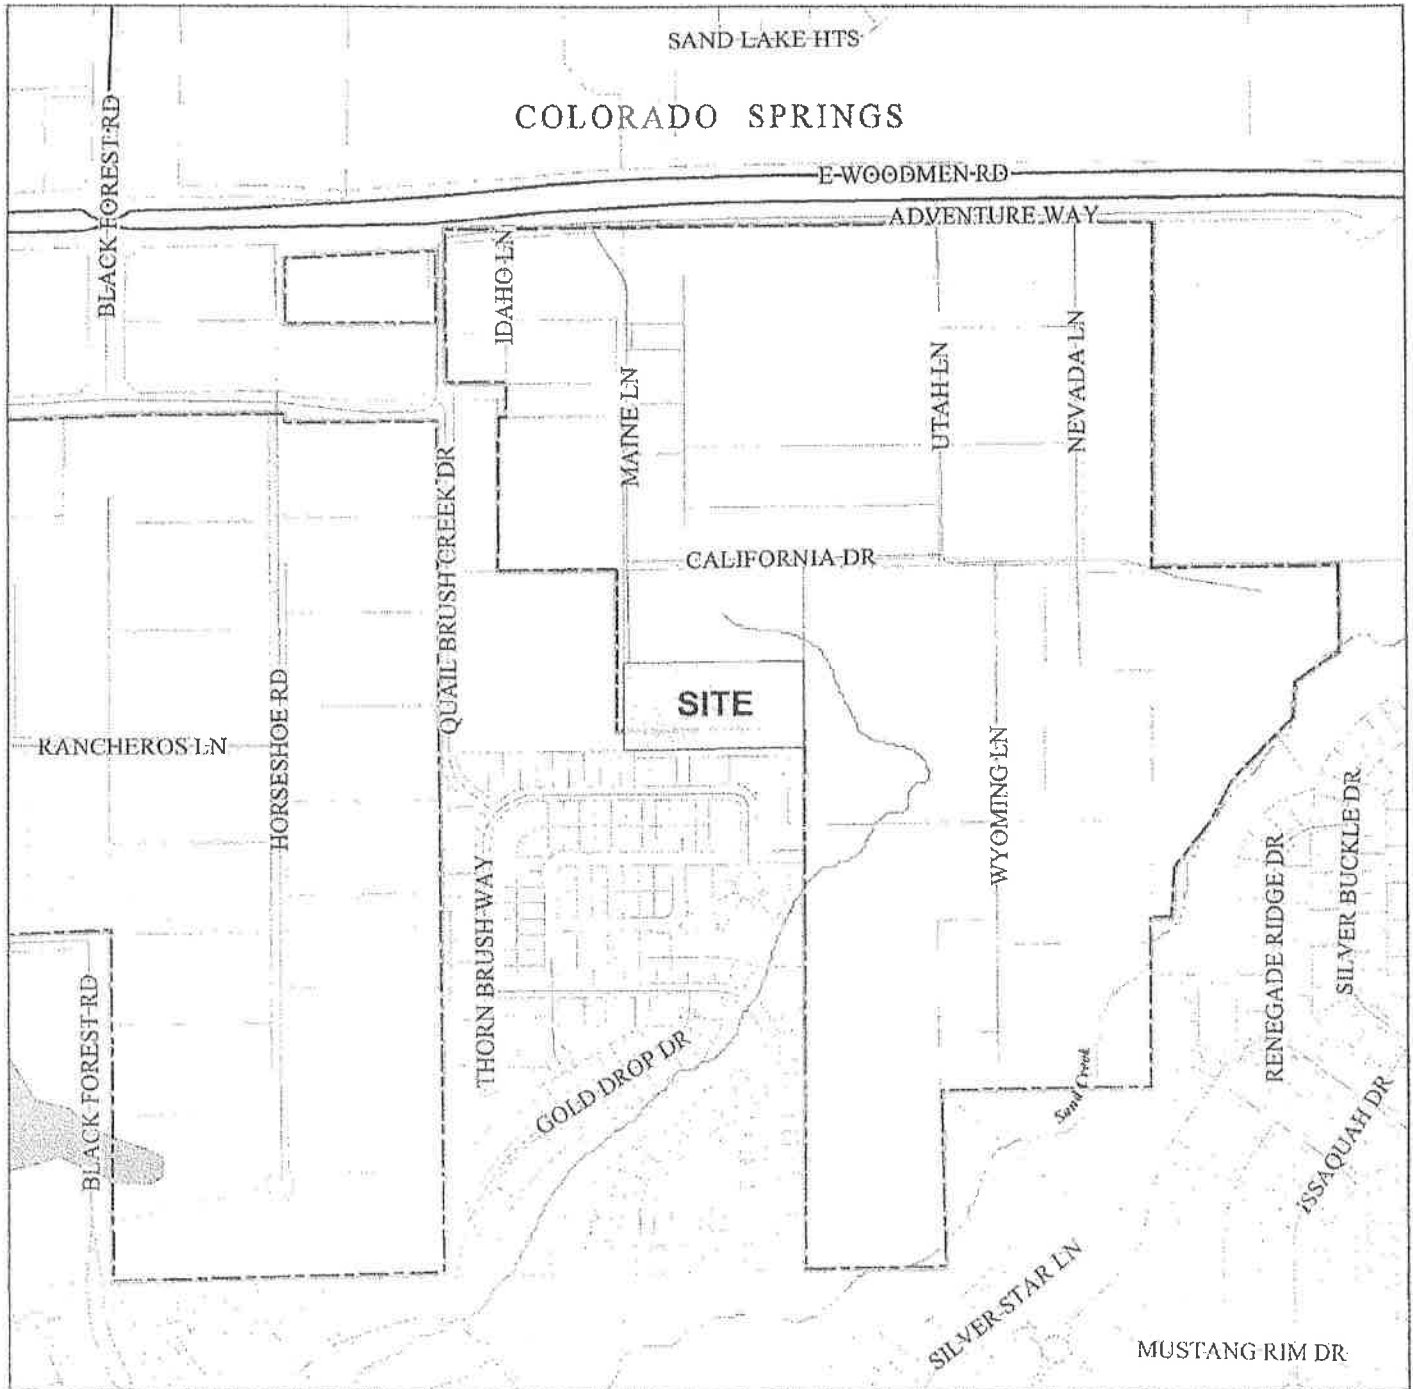 SAND LAKE HTS
COLORADO SPRINGS
BLACK FOREST RD
E WOODMEN RD
ADVENTURE WAY
IDAHO LN
MAINE LN
UTAH LN
NEVADA LN
QUAIL BRUSH CREEK DR
CALIFORNIA DR
SITE
HORSESHOE RD
RANCHEROS LN
WYOMING LN
SILVER BUCKLE DR
RENEGADE RIDGE DR
THORN BRUSH WAY
BLACK FOREST RD
GOLD DROP DR
Sand Creek
ISSAQUAH DR
SILVER STAR LN
MUSTANG RIM DR